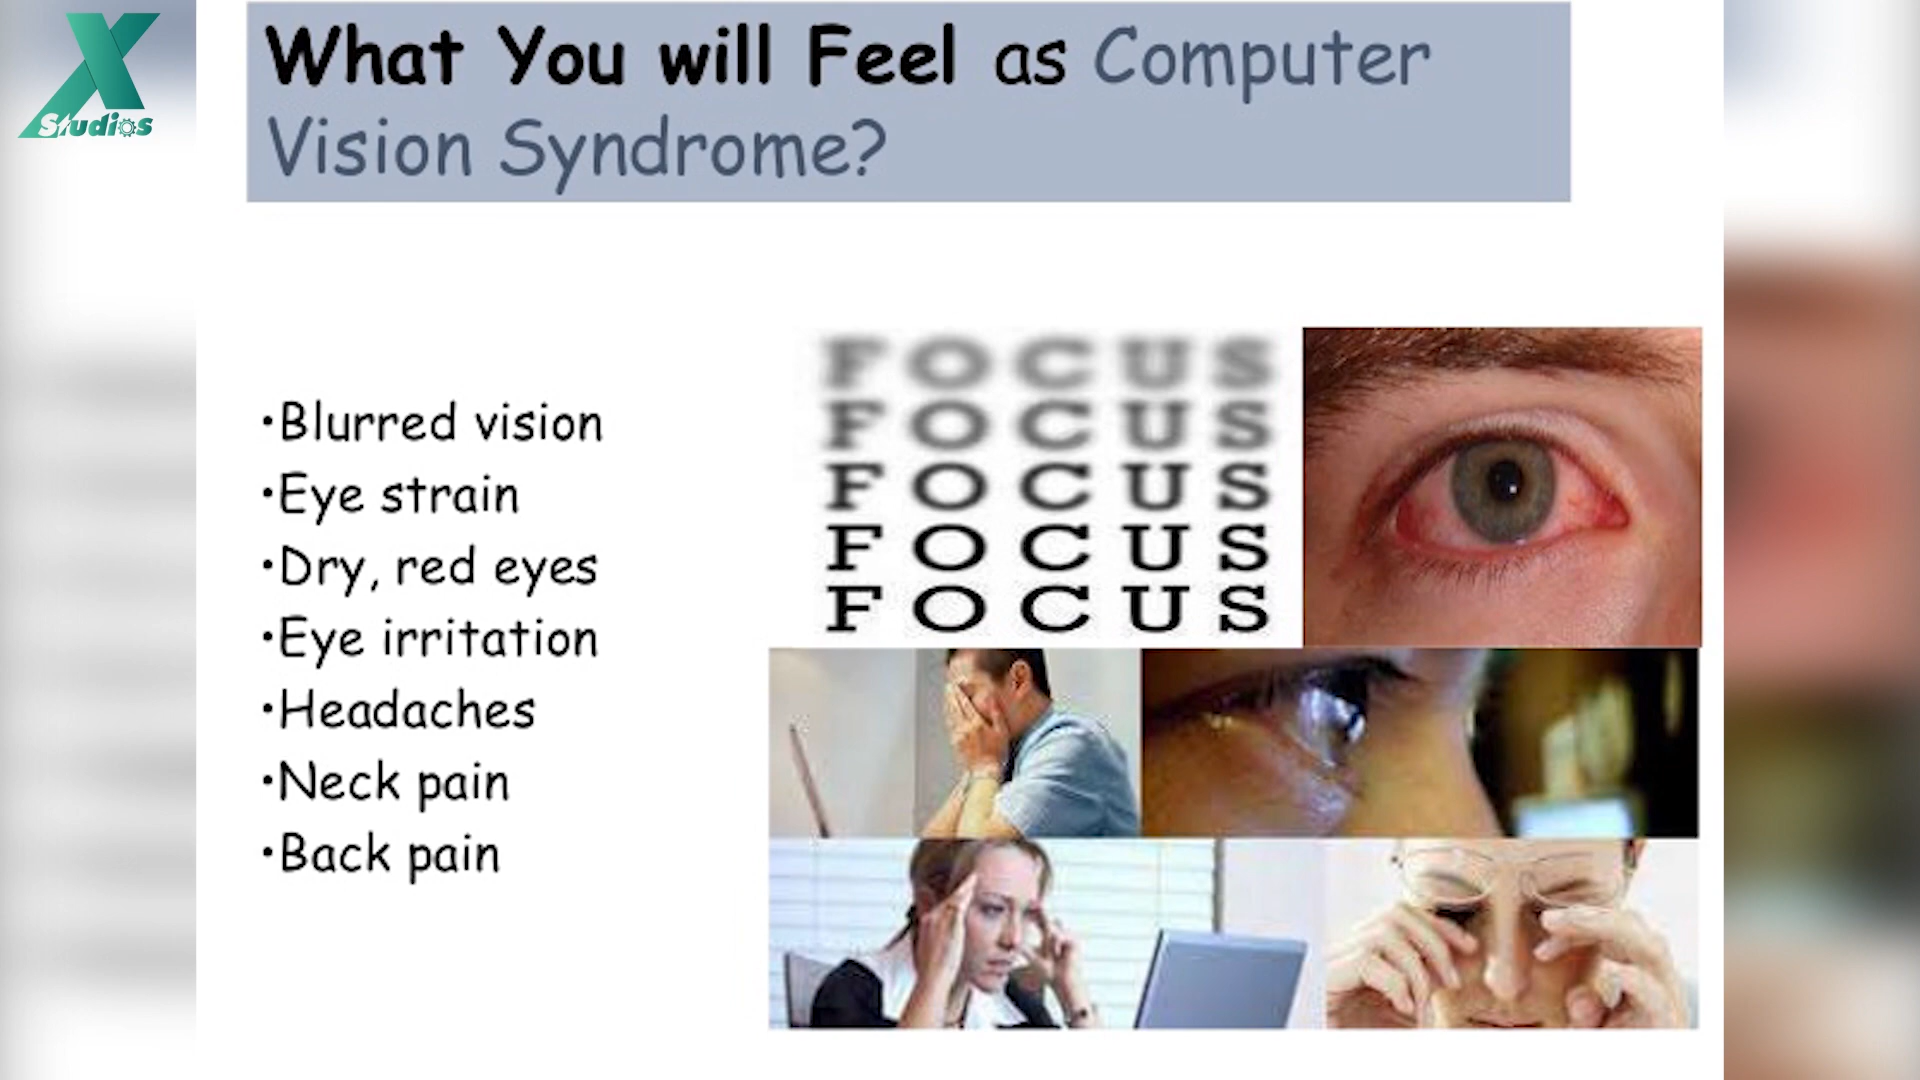 X
Studios
What You will Feel as Computer
Vision Syndrome?
•Blurred vision
•Eye strain
•Dry, red eyes
•Eye irritation
•Headaches
•Neck pain
•Back pain
FOCUS
FOCUS
FOCUS
FOCUS
FOCUS